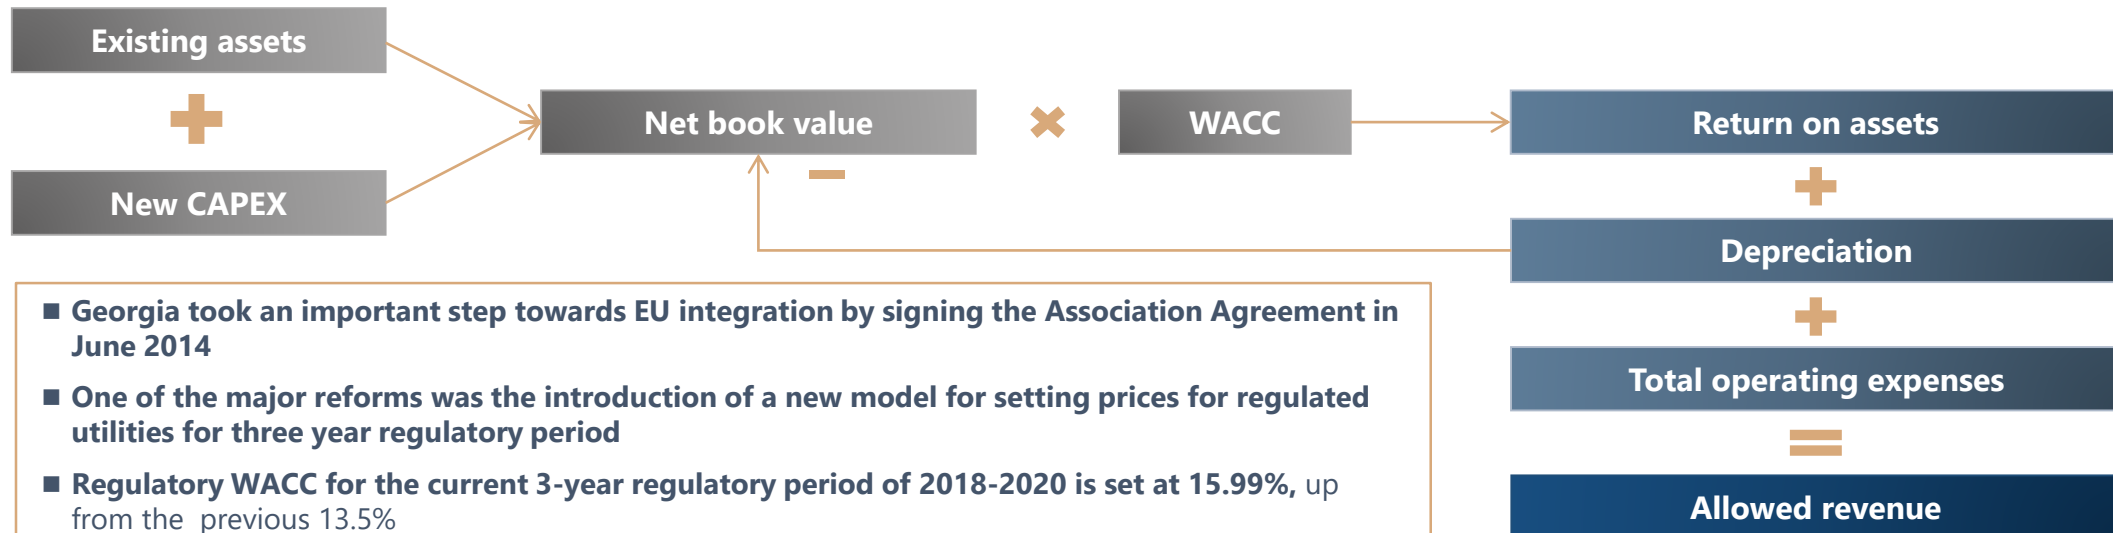 Existing assets
New CAPEX
Net book value
WACC
Return on assets
Depreciation
Total operating expenses
Allowed revenue
■ Georgia took an important step towards EU integration by signing the Association Agreement in
June 2014
■ One of the major reforms was the introduction of a new model for setting prices for regulated
utilities for three year regulatory period
■ Regulatory WACC for the current 3-year regulatory period of 2018-2020 is set at 15.99%, up
from the previous 13.5%